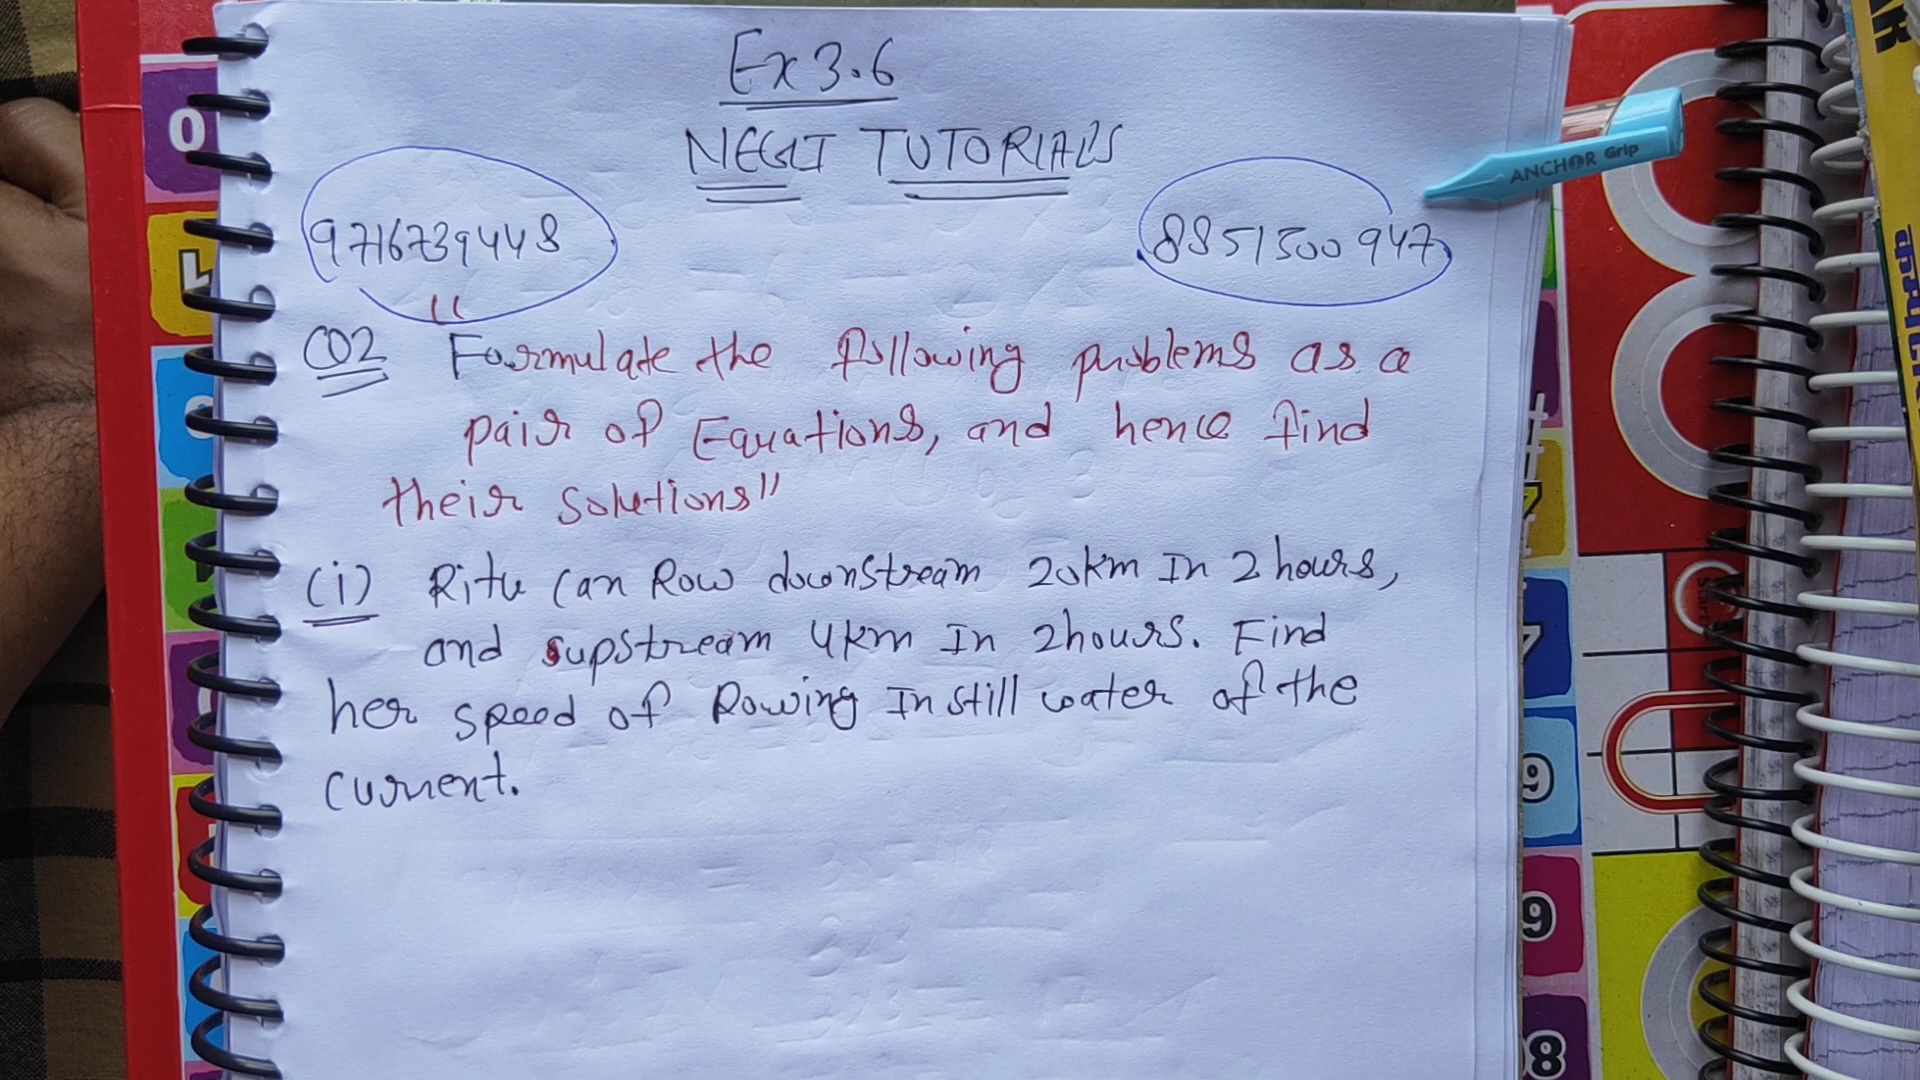 Ex 3.6
NEGI TUTORIALS
ANCHOR Grip
9716739448
8851500947
Q2 "Formulate the following problems as a
pair of Equations, and hence find
their solutions"
(i) Ritu Can Row downstream 20km In 2 hours,
and upstream 4km In 2hours. Find
her speed of Rowing In still water of the
current.